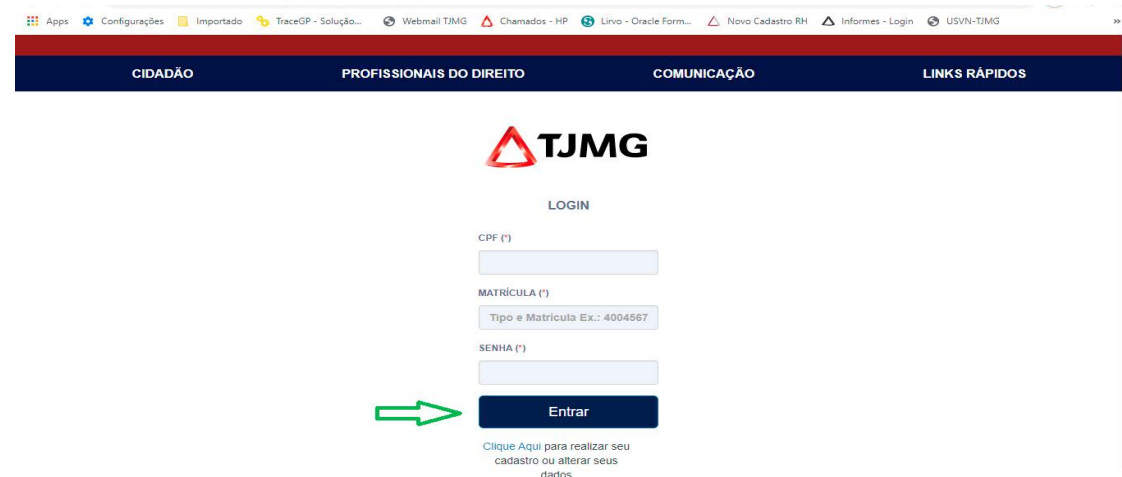 Apps Configurações Importado TraceGP - Solução... Webmail TJMG Chamados - HP Lirvo - Oracle Form... Novo Cadastro RH Informes - Login USVN-TJMG »
CIDADÃO PROFISSIONAIS DO DIREITO COMUNICAÇÃO LINKS RÁPIDOS
TJMG
LOGIN
CPF (*)
MATRÍCULA (*)
Tipo e Matrícula Ex.: 4004567
SENHA (*)
Entrar
Clique Aqui para realizar seu
cadastro ou alterar seus
dados